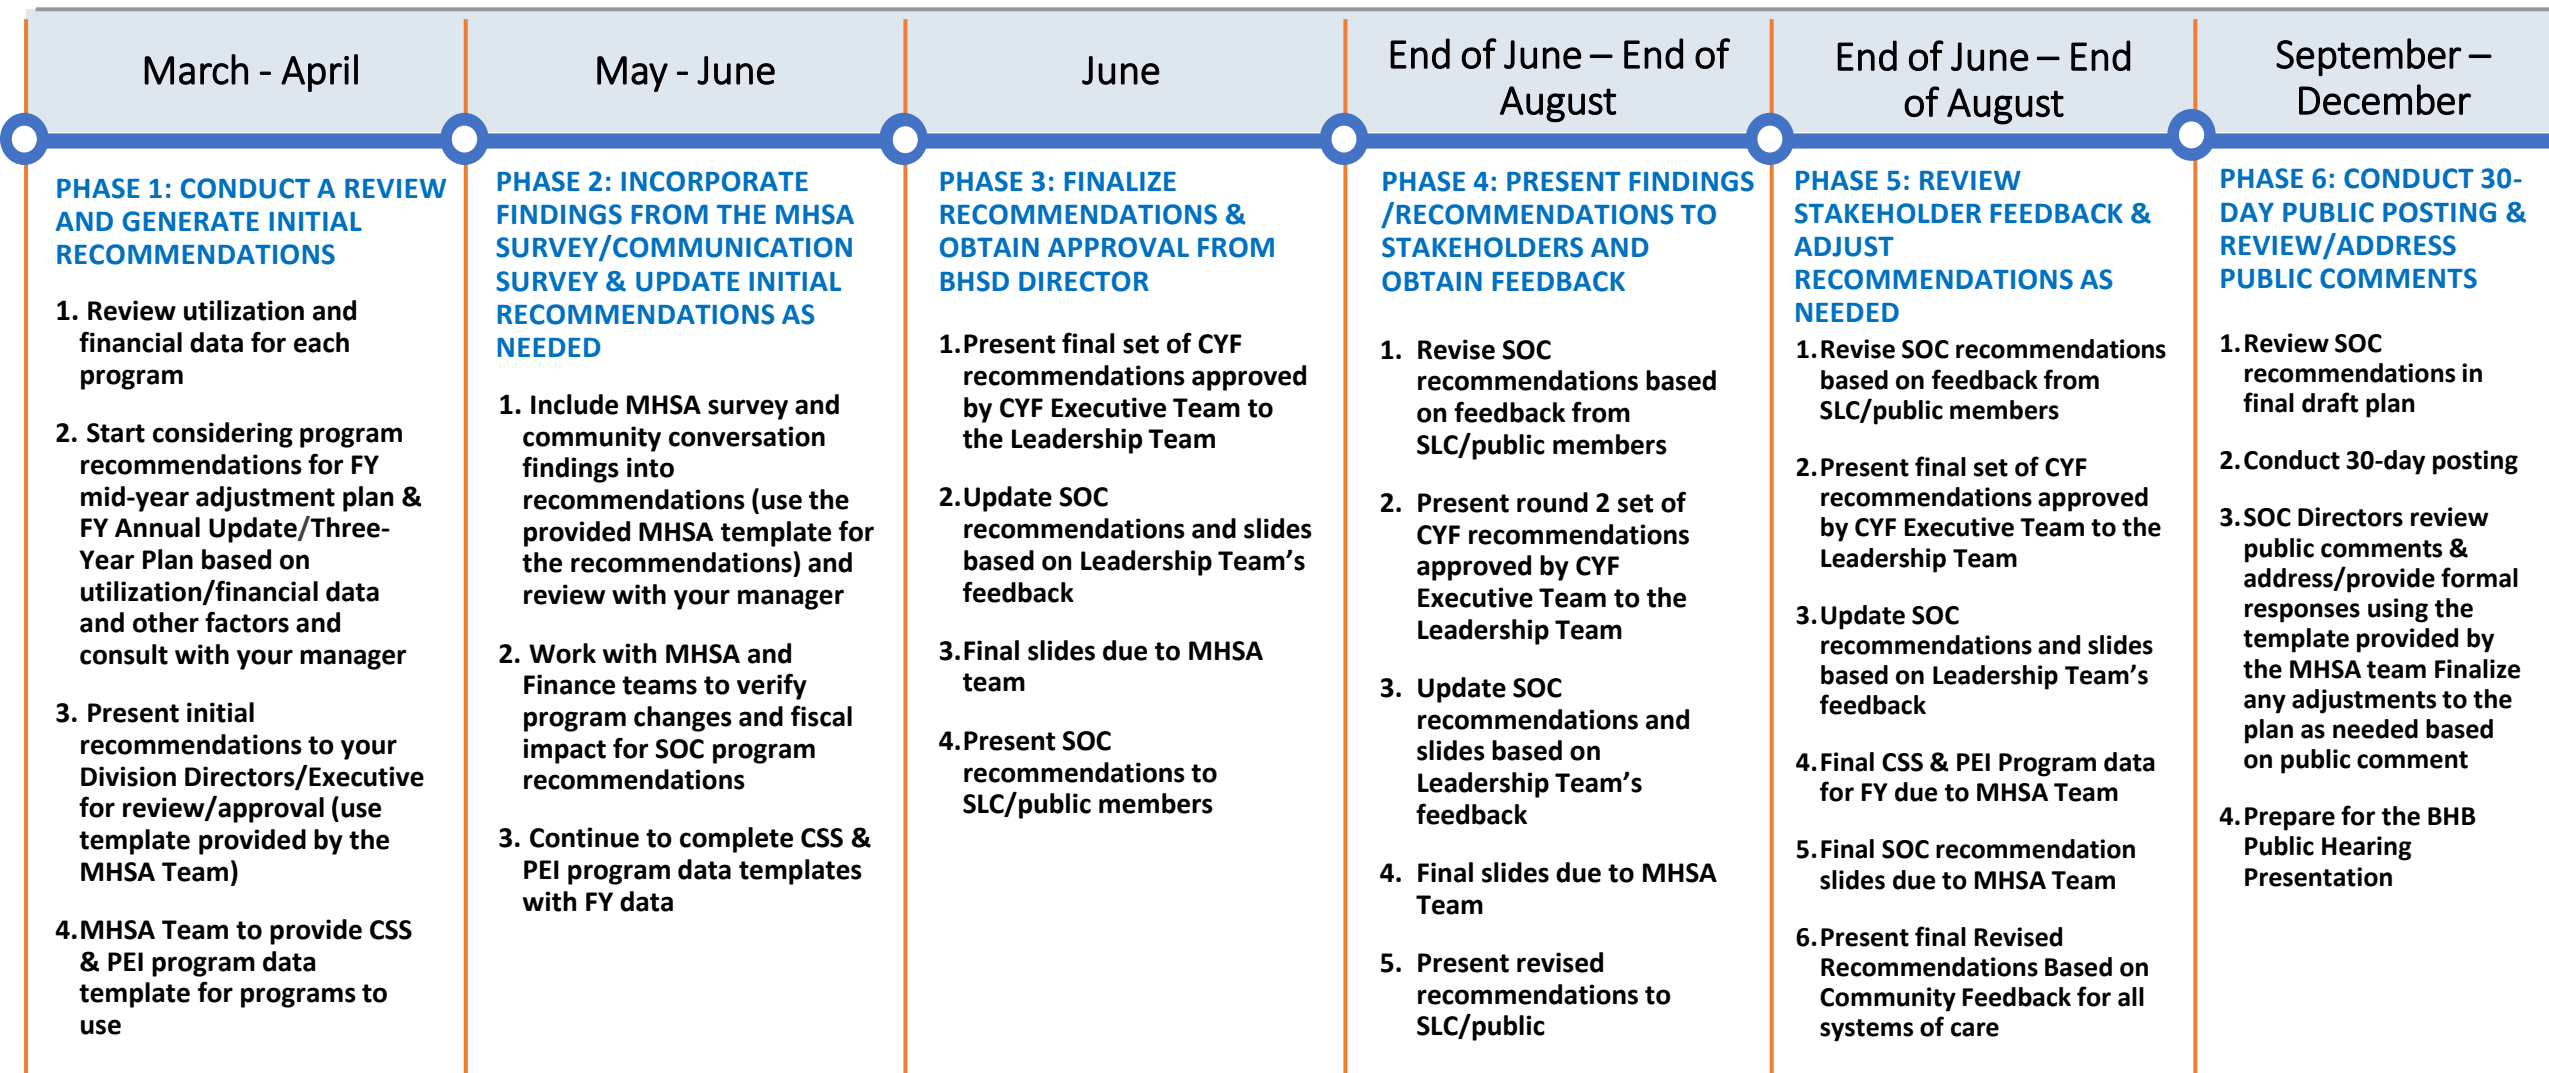 March - April
May - June
June
End of June – End of
August
End of June – End
of August
September –
December
PHASE 1: CONDUCT A REVIEW
AND GENERATE INITIAL
RECOMMENDATIONS
1. Review utilization and
financial data for each
program
2. Start considering program
recommendations for FY
mid-year adjustment plan &
FY Annual Update/Three-
Year Plan based on
utilization/financial data
and other factors and
consult with your manager
3. Present initial
recommendations to your
Division Directors/Executive
for review/approval (use
template provided by the
MHSA Team)
4.MHSA Team to provide CSS
& PEI program data
template for programs to
use
PHASE 2: INCORPORATE
FINDINGS FROM THE MHSA
SURVEY/COMMUNICATION
SURVEY & UPDATE INITIAL
RECOMMENDATIONS AS
NEEDED
1. Include MHSA survey and
community conversation
findings into
recommendations (use the
provided MHSA template for
the recommendations) and
review with your manager
2. Work with MHSA and
Finance teams to verify
program changes and fiscal
impact for SOC program
recommendations
3. Continue to complete CSS &
PEI program data templates
with FY data
PHASE 3: FINALIZE
RECOMMENDATIONS &
OBTAIN APPROVAL FROM
BHSD DIRECTOR
1.Present final set of CYF
recommendations approved
by CYF Executive Team to
the Leadership Team
2.Update SOC
recommendations and slides
based on Leadership Team’s
feedback
3.Final slides due to MHSA
team
4.Present SOC
recommendations to
SLC/public members
PHASE 4: PRESENT FINDINGS
/RECOMMENDATIONS TO
STAKEHOLDERS AND
OBTAIN FEEDBACK
1. Revise SOC
recommendations based
on feedback from
SLC/public members
2. Present round 2 set of
CYF recommendations
approved by CYF
Executive Team to the
Leadership Team
3. Update SOC
recommendations and
slides based on
Leadership Team’s
feedback
4. Final slides due to MHSA
Team
5. Present revised
recommendations to
SLC/public
PHASE 5: REVIEW
STAKEHOLDER FEEDBACK &
ADJUST
RECOMMENDATIONS AS
NEEDED
1.Revise SOC recommendations
based on feedback from
SLC/public members
2.Present final set of CYF
recommendations approved
by CYF Executive Team to the
Leadership Team
3.Update SOC
recommendations and slides
based on Leadership Team’s
feedback
4.Final CSS & PEI Program data
for FY due to MHSA Team
5.Final SOC recommendation
slides due to MHSA Team
6.Present final Revised
Recommendations Based on
Community Feedback for all
systems of care
PHASE 6: CONDUCT 30-
DAY PUBLIC POSTING &
REVIEW/ADDRESS
PUBLIC COMMENTS
1.Review SOC
recommendations in
final draft plan
2.Conduct 30-day posting
3.SOC Directors review
public comments &
address/provide formal
responses using the
template provided by
the MHSA team Finalize
any adjustments to the
plan as needed based
on public comment
4.Prepare for the BHB
Public Hearing
Presentation